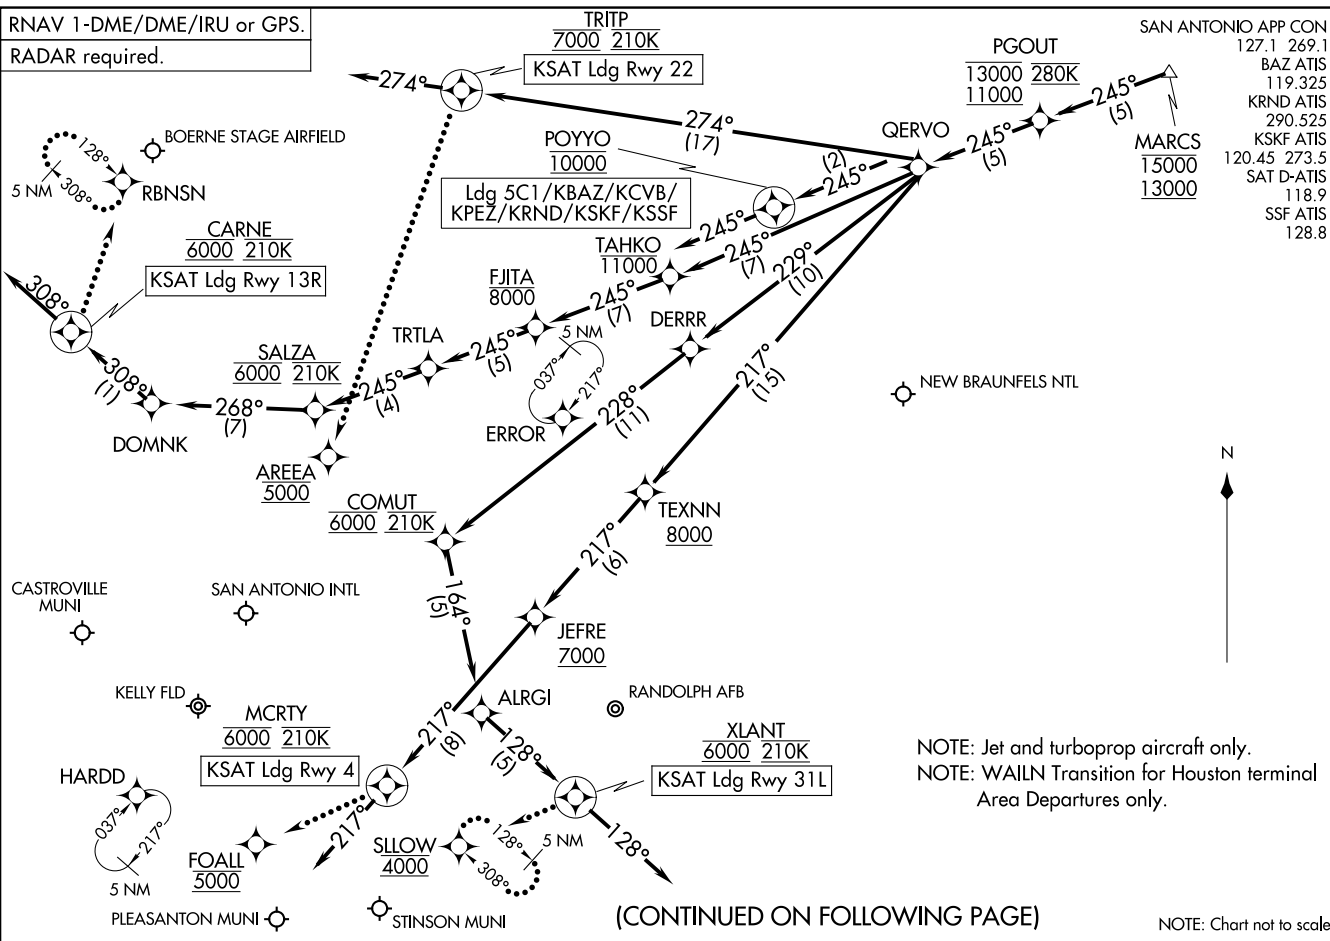 RNAV 1-DME/DME/IRU or GPS.
RADAR required.
TRITP
7000 210K
KSAT Ldg Rwy 22
PGOUT
13000 280K
11000
SAN ANTONIO APP CON
127.1 269.1
BAZ ATIS
119.325
KRND ATIS
290.525
KSKF ATIS
120.45 273.5
SAT D-ATIS
118.9
SSF ATIS
128.8
MARCS
15000
13000
245°
(5)
245°
(5)
QERVO
274°
274°
(17)
BOERNE STAGE AIRFIELD
128°
308°
5 NM
RBNSN
POYYO
10000
Ldg 5C1/KBAZ/KCVB/
KPEZ/KRND/KSKF/KSSF
(2)
245°
245°
CARNE
6000 210K
KSAT Ldg Rwy 13R
308°
TAHKO
11000
245°
(7)
229°
(10)
FJITA
8000
245°
(7)
DERRR
TRTLA
245°
(5)
5 NM
037°
217°
ERROR
217°
(15)
NEW BRAUNFELS NTL
SALZA
6000 210K
245°
(4)
308°
(1)
268°
(7)
DOMNK
228°
(11)
AREEA
5000
N
COMUT
6000 210K
TEXNN
8000
217°
(6)
CASTROVILLE
MUNI
SAN ANTONIO INTL
164°
(5)
JEFRE
7000
KELLY FLD
ALRGI
RANDOLPH AFB
MCRTY
6000 210K
KSAT Ldg Rwy 4
217°
(8)
128°
(5)
XLANT
6000 210K
KSAT Ldg Rwy 31L
NOTE: Jet and turboprop aircraft only.
NOTE: WAILN Transition for Houston terminal
Area Departures only.
HARDD
037°
217°
5 NM
217°
FOALL
5000
SLLOW
4000
128°
308°
5 NM
128°
PLEASANTON MUNI
STINSON MUNI
(CONTINUED ON FOLLOWING PAGE)
NOTE: Chart not to scale